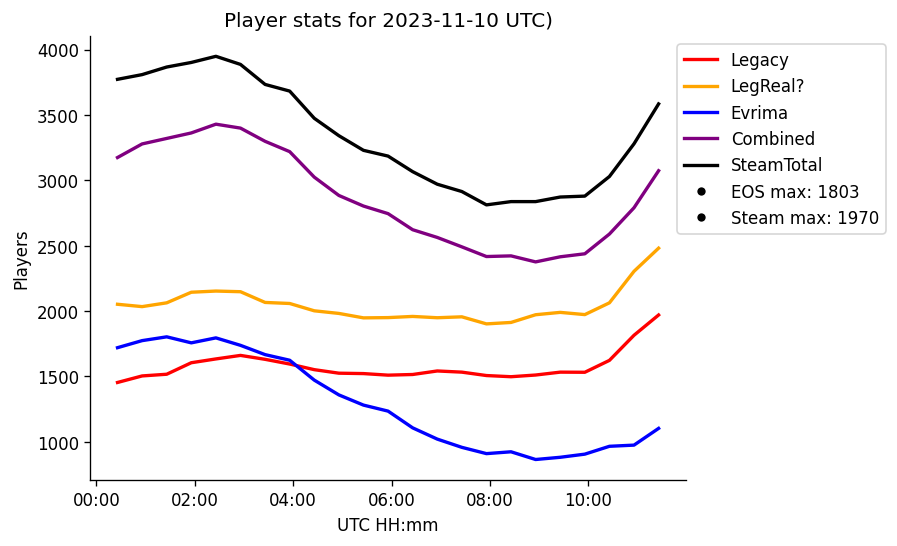 Player stats for 2023-11-10 UTC)
4000
3500
3000
2500
2000
1500
1000
Players
00:00
02:00
04:00
06:00
08:00
10:00
UTC HH:mm
Legacy
LegReal?
Evrima
Combined
SteamTotal
EOS max: 1803
Steam max: 1970